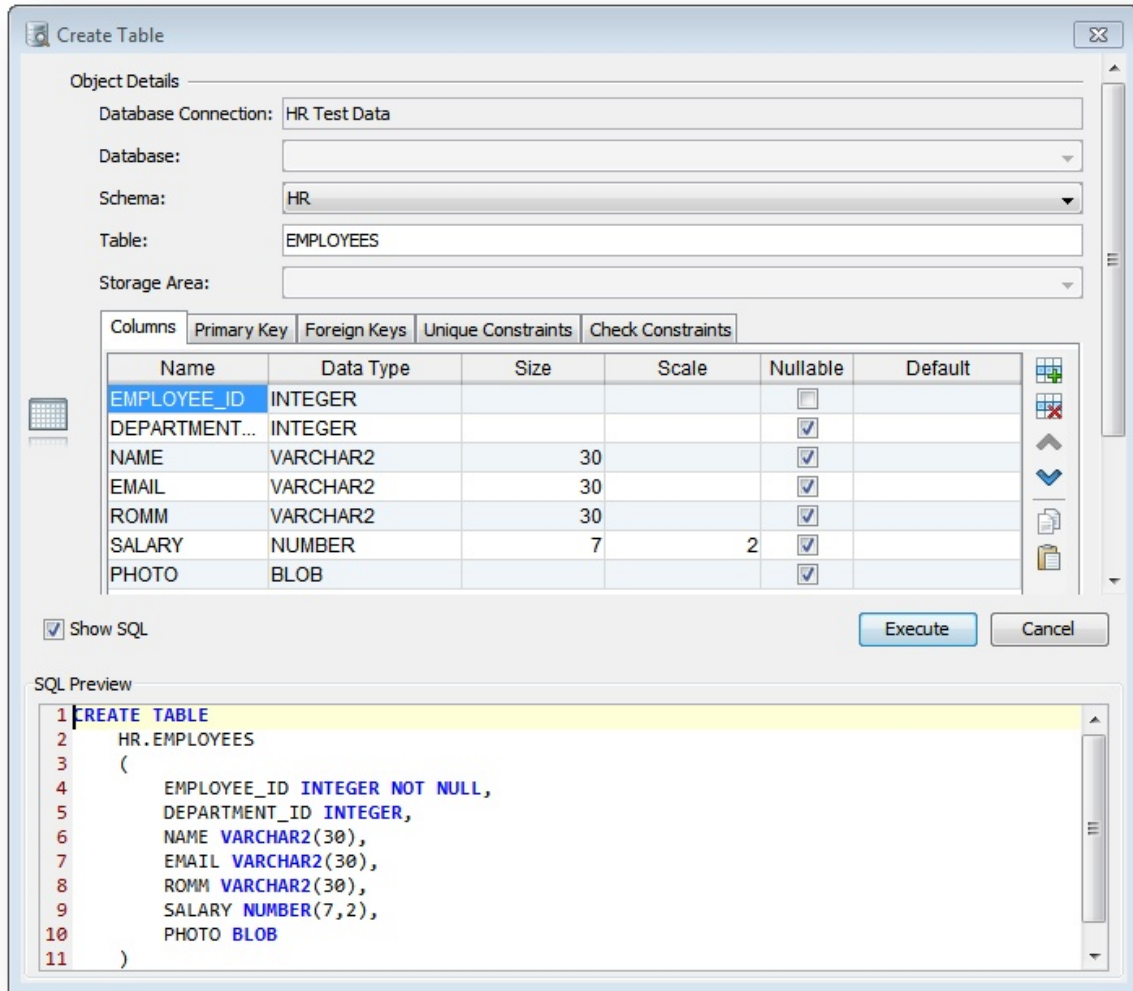 Create Table
Object Details
Database Connection: HR Test Data
Database:
Schema: HR
Table: EMPLOYEES
Storage Area:
Columns Primary Key Foreign Keys Unique Constraints Check Constraints
Name Data Type Size Scale Nullable Default
EMPLOYEE_ID INTEGER
DEPARTMENT... INTEGER
NAME VARCHAR2 30
EMAIL VARCHAR2 30
ROMM VARCHAR2 30
SALARY NUMBER 7 2
PHOTO BLOB
Show SQL Execute Cancel
SQL Preview
1 CREATE TABLE
2 HR.EMPLOYEES
3 (
4 EMPLOYEE_ID INTEGER NOT NULL,
5 DEPARTMENT_ID INTEGER,
6 NAME VARCHAR2(30),
7 EMAIL VARCHAR2(30),
8 ROMM VARCHAR2(30),
9 SALARY NUMBER(7,2),
10 PHOTO BLOB
11 )